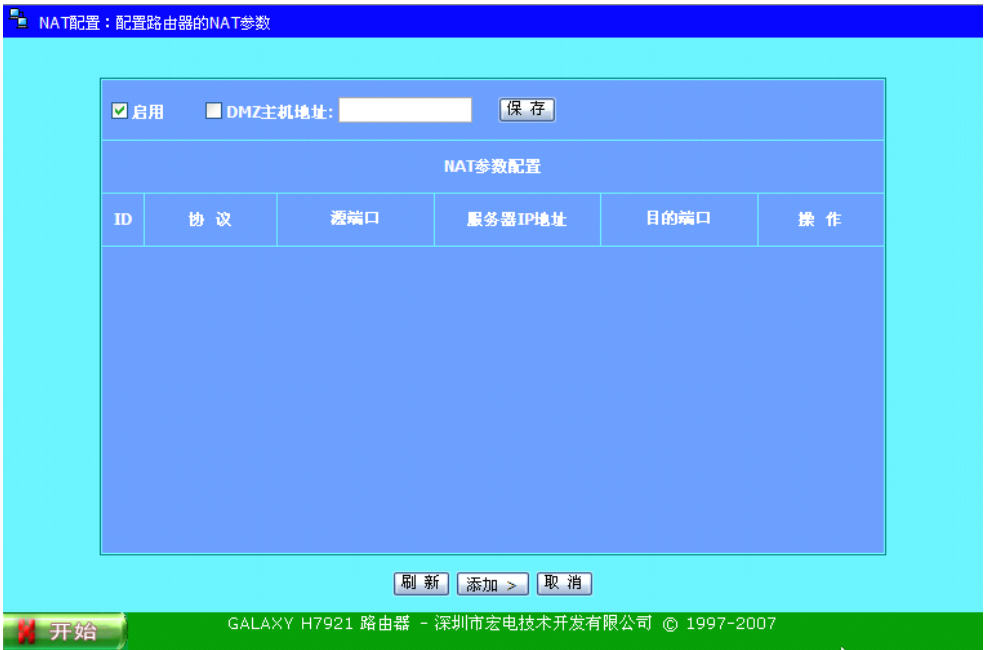 NAT配置：配置路由器的NAT参数
启用 DMZ主机地址: 保 存
NAT参数配置
ID 协 议 源端口 服务器IP地址 目的端口 操 作
刷 新 添加 > 取 消
开始 GALAXY H7921 路由器 - 深圳市宏电技术开发有限公司 © 1997-2007